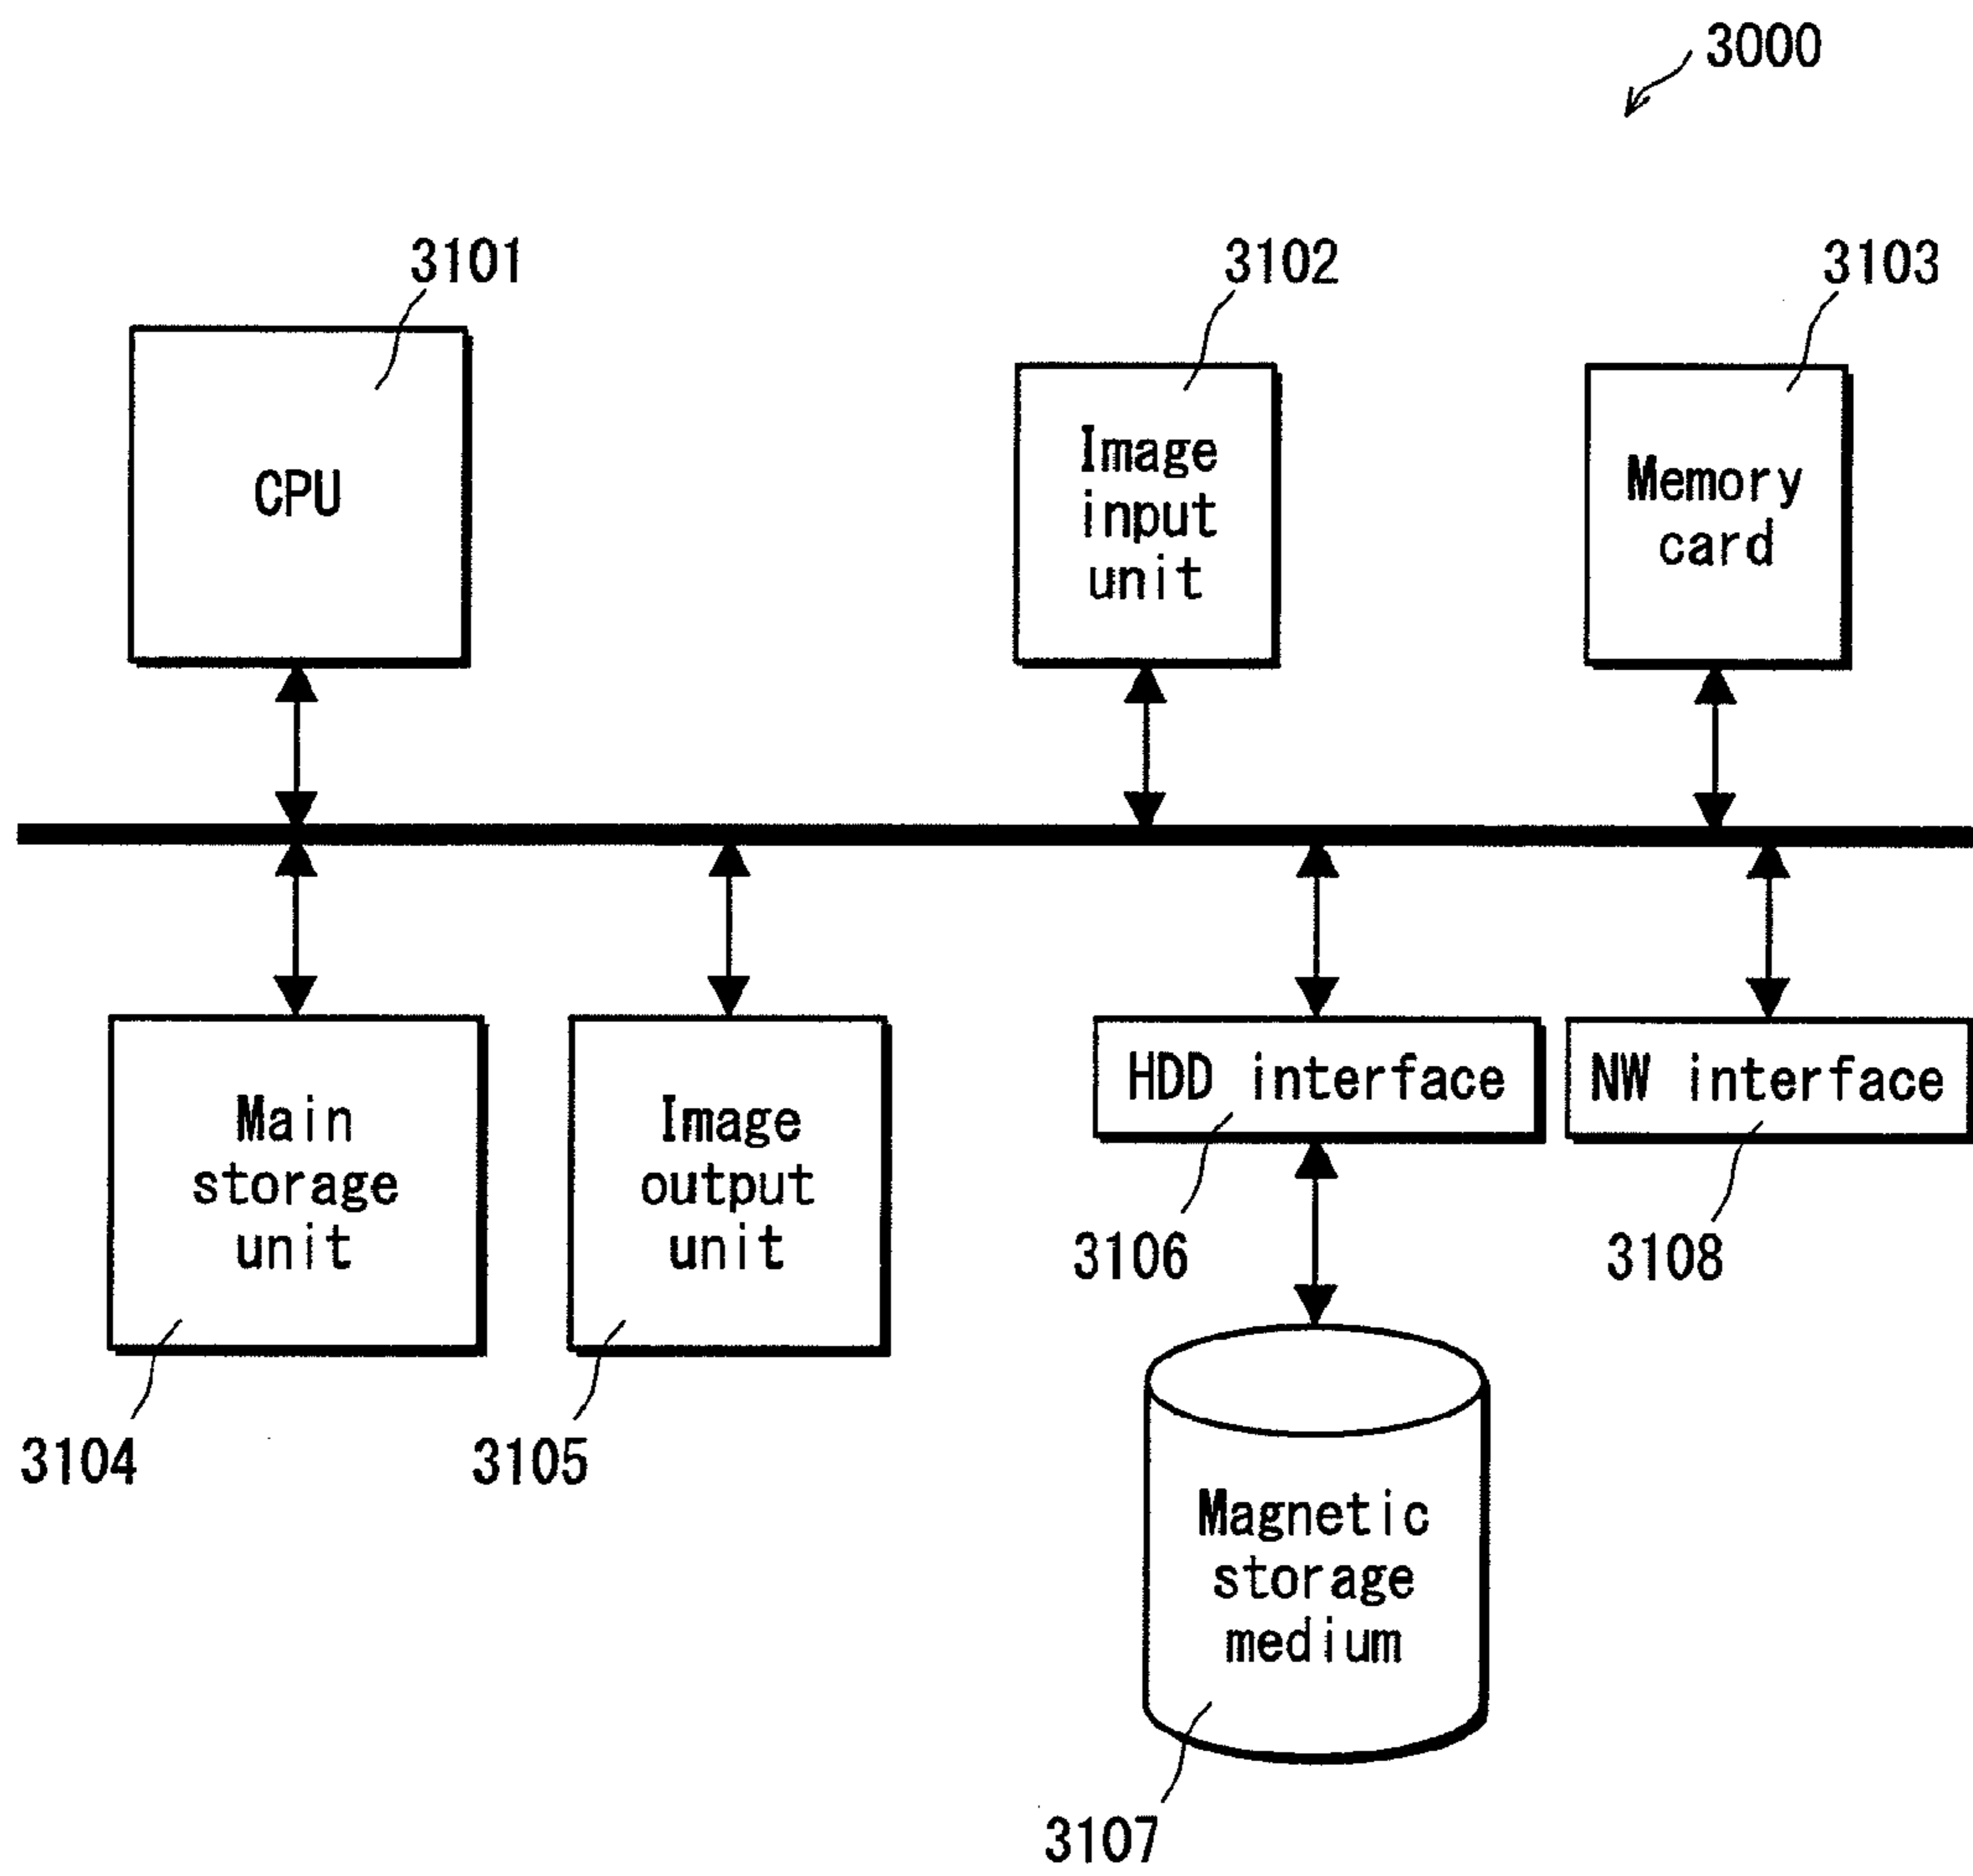 3000
3101
3102
3103
CPU
Image
input
unit
Memory
card
Main
storage
unit
Image
output
unit
HDD interface
NW interface
3106
3108
3104
3105
Magnetic
storage
medium
3107